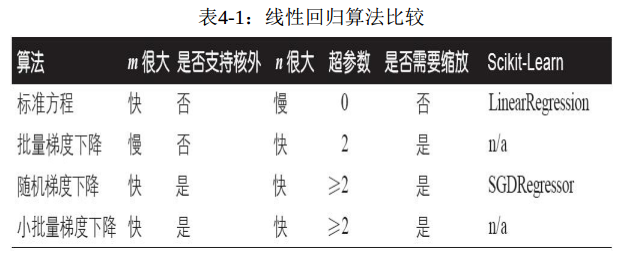 表4-1：线性回归算法比较
算法 m很大 是否支持核外 n很大 超参数 是否需要缩放 Scikit-Learn
标准方程 快 否 慢 0 否 LinearRegression
批量梯度下降 慢 否 快 2 是 n/a
随机梯度下降 快 是 快 ≥2 是 SGDRegressor
小批量梯度下降 快 是 快 ≥2 是 n/a